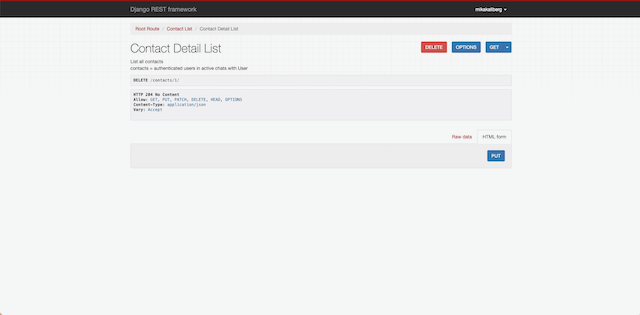 Django REST framework
mikakallberg
Root Route / Contact List / Contact Detail List
Contact Detail List
DELETE
OPTIONS
GET
List all contacts
contacts = authenticated users in active chats with User
DELETE /contacts/1/
HTTP 204 No Content
Allow: GET, PUT, PATCH, DELETE, HEAD, OPTIONS
Content-Type: application/json
Vary: Accept
Raw data
HTML form
PUT